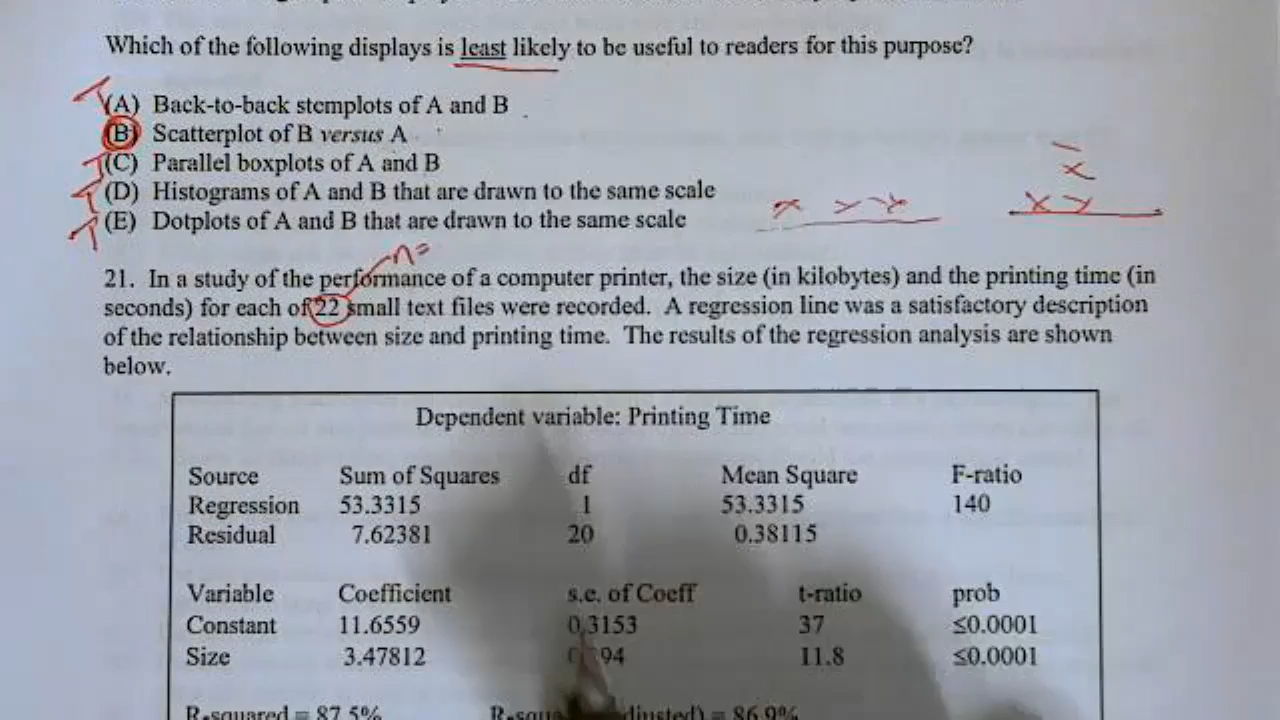 Which of the following displays is least likely to be useful to readers for this purpose?
(A) Back-to-back stemplots of A and B
(B) Scatterplot of B versus A
(C) Parallel boxplots of A and B
(D) Histograms of A and B that are drawn to the same scale
(E) Dotplots of A and B that are drawn to the same scale
n=
21. In a study of the performance of a computer printer, the size (in kilobytes) and the printing time (in
seconds) for each of 22 small text files were recorded. A regression line was a satisfactory description
of the relationship between size and printing time. The results of the regression analysis are shown
below.
Dependent variable: Printing Time
Source Sum of Squares df Mean Square F-ratio
Regression 53.3315 1 53.3315 140
Residual 7.62381 20 0.38115
Variable Coefficient s.e. of Coeff t-ratio prob
Constant 11.6559 0.3153 37 ≤0.0001
Size 3.47812 11.8 ≤0.0001
R-squared = 87.5% = 86.9%